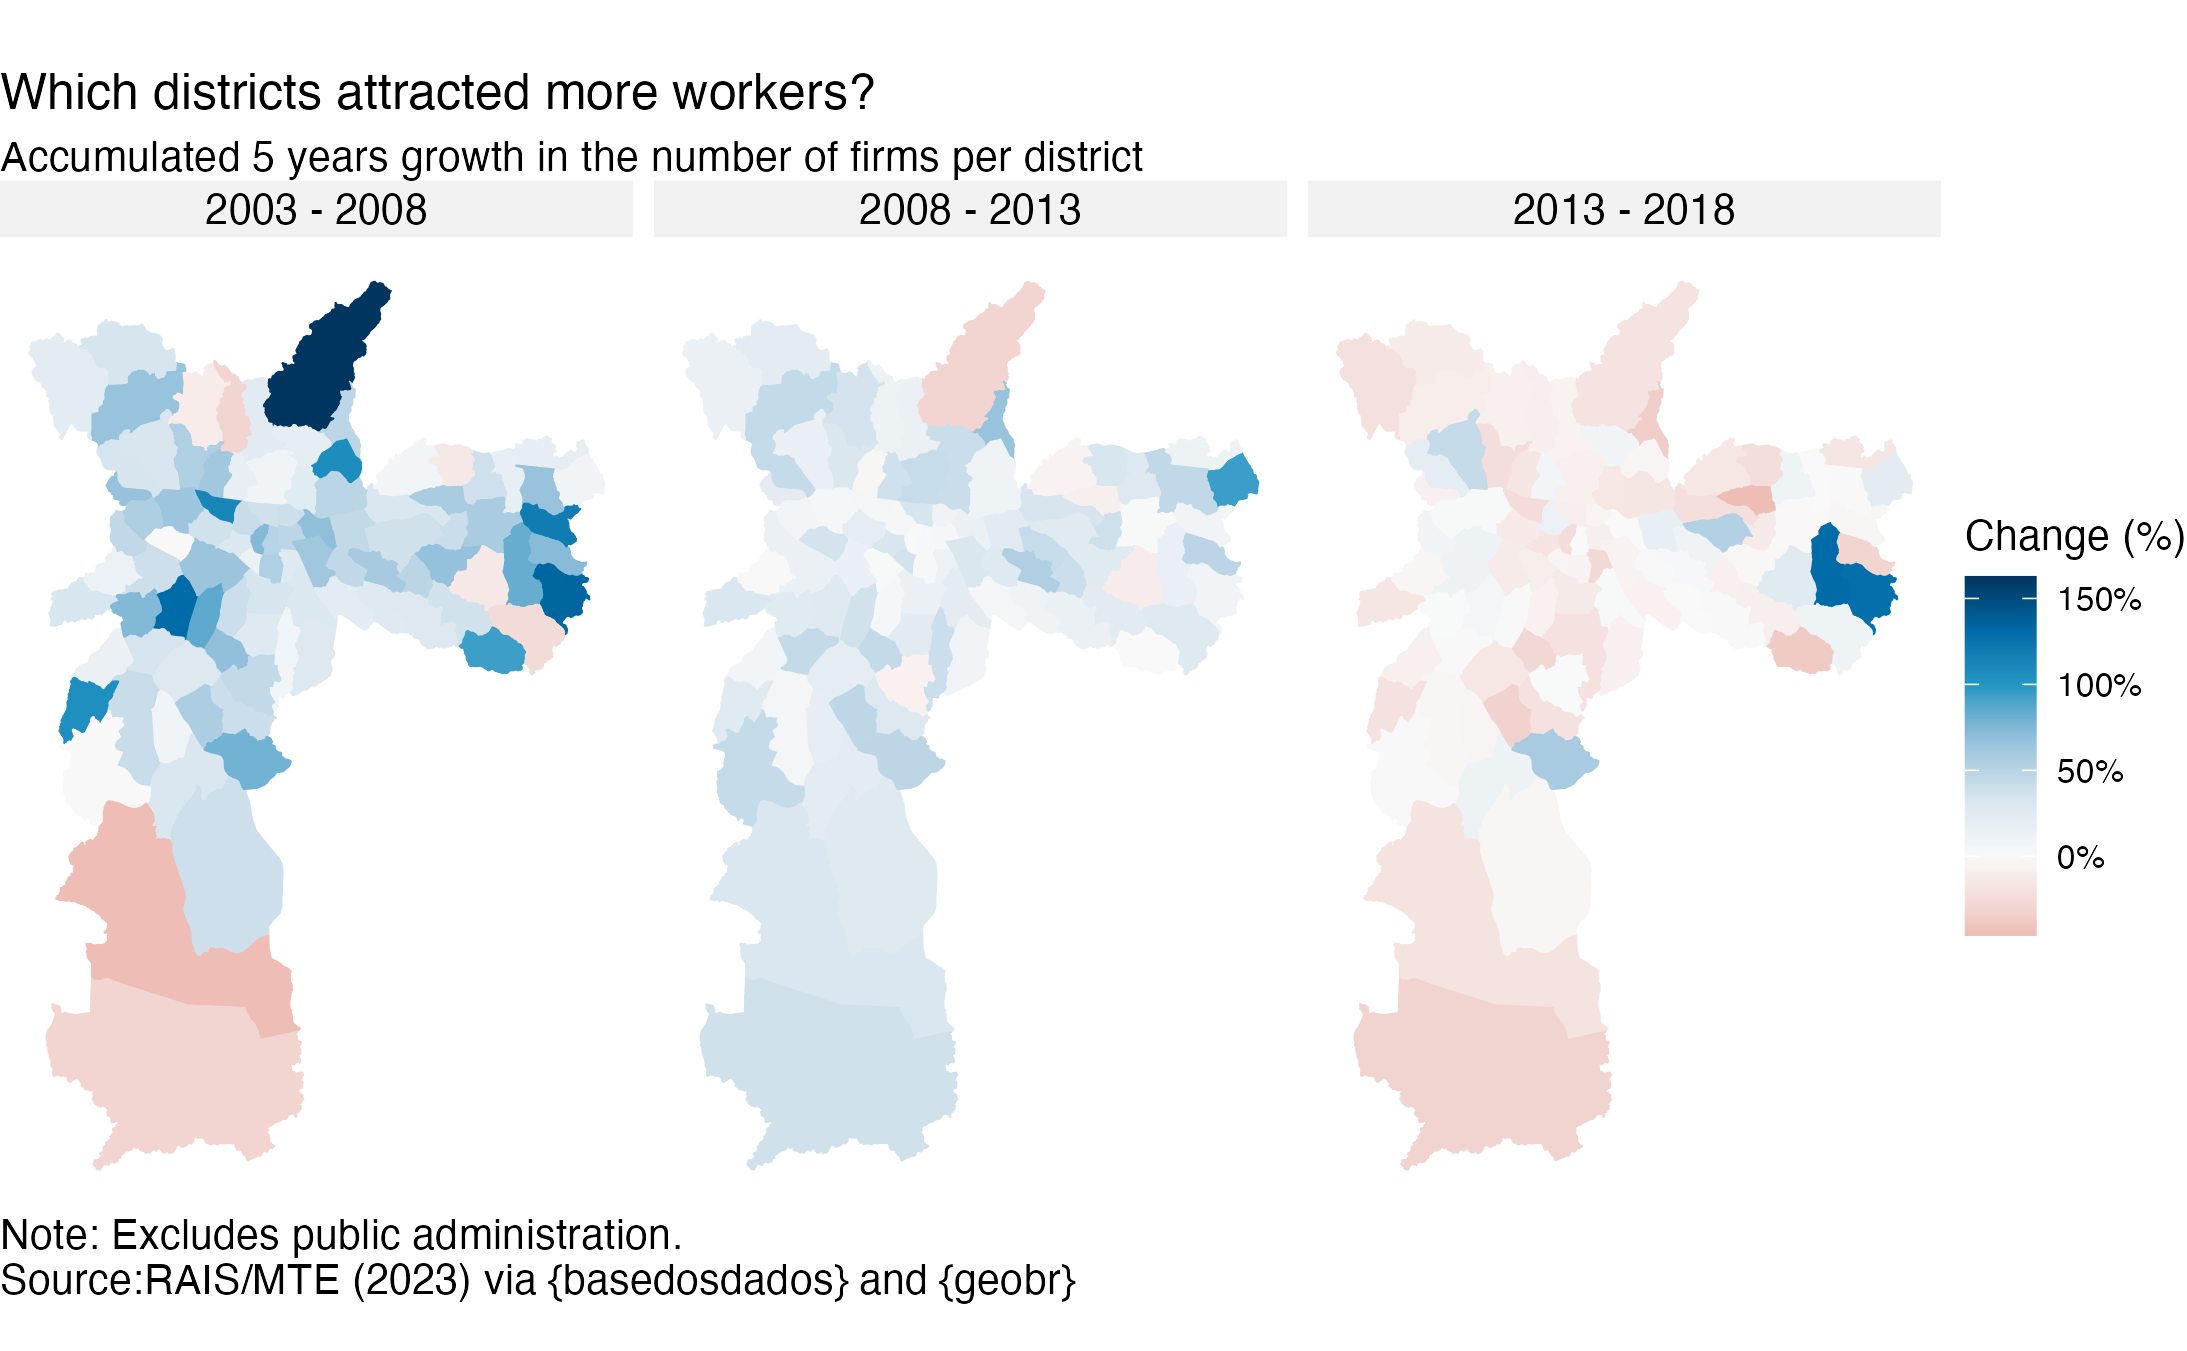 Which districts attracted more workers?
Accumulated 5 years growth in the number of firms per district
2003 - 2008
2008 - 2013
2013 - 2018
Change (%)
150%
100%
50%
0%
Note: Excludes public administration.
Source:RAIS/MTE (2023) via {basedosdados} and {geobr}